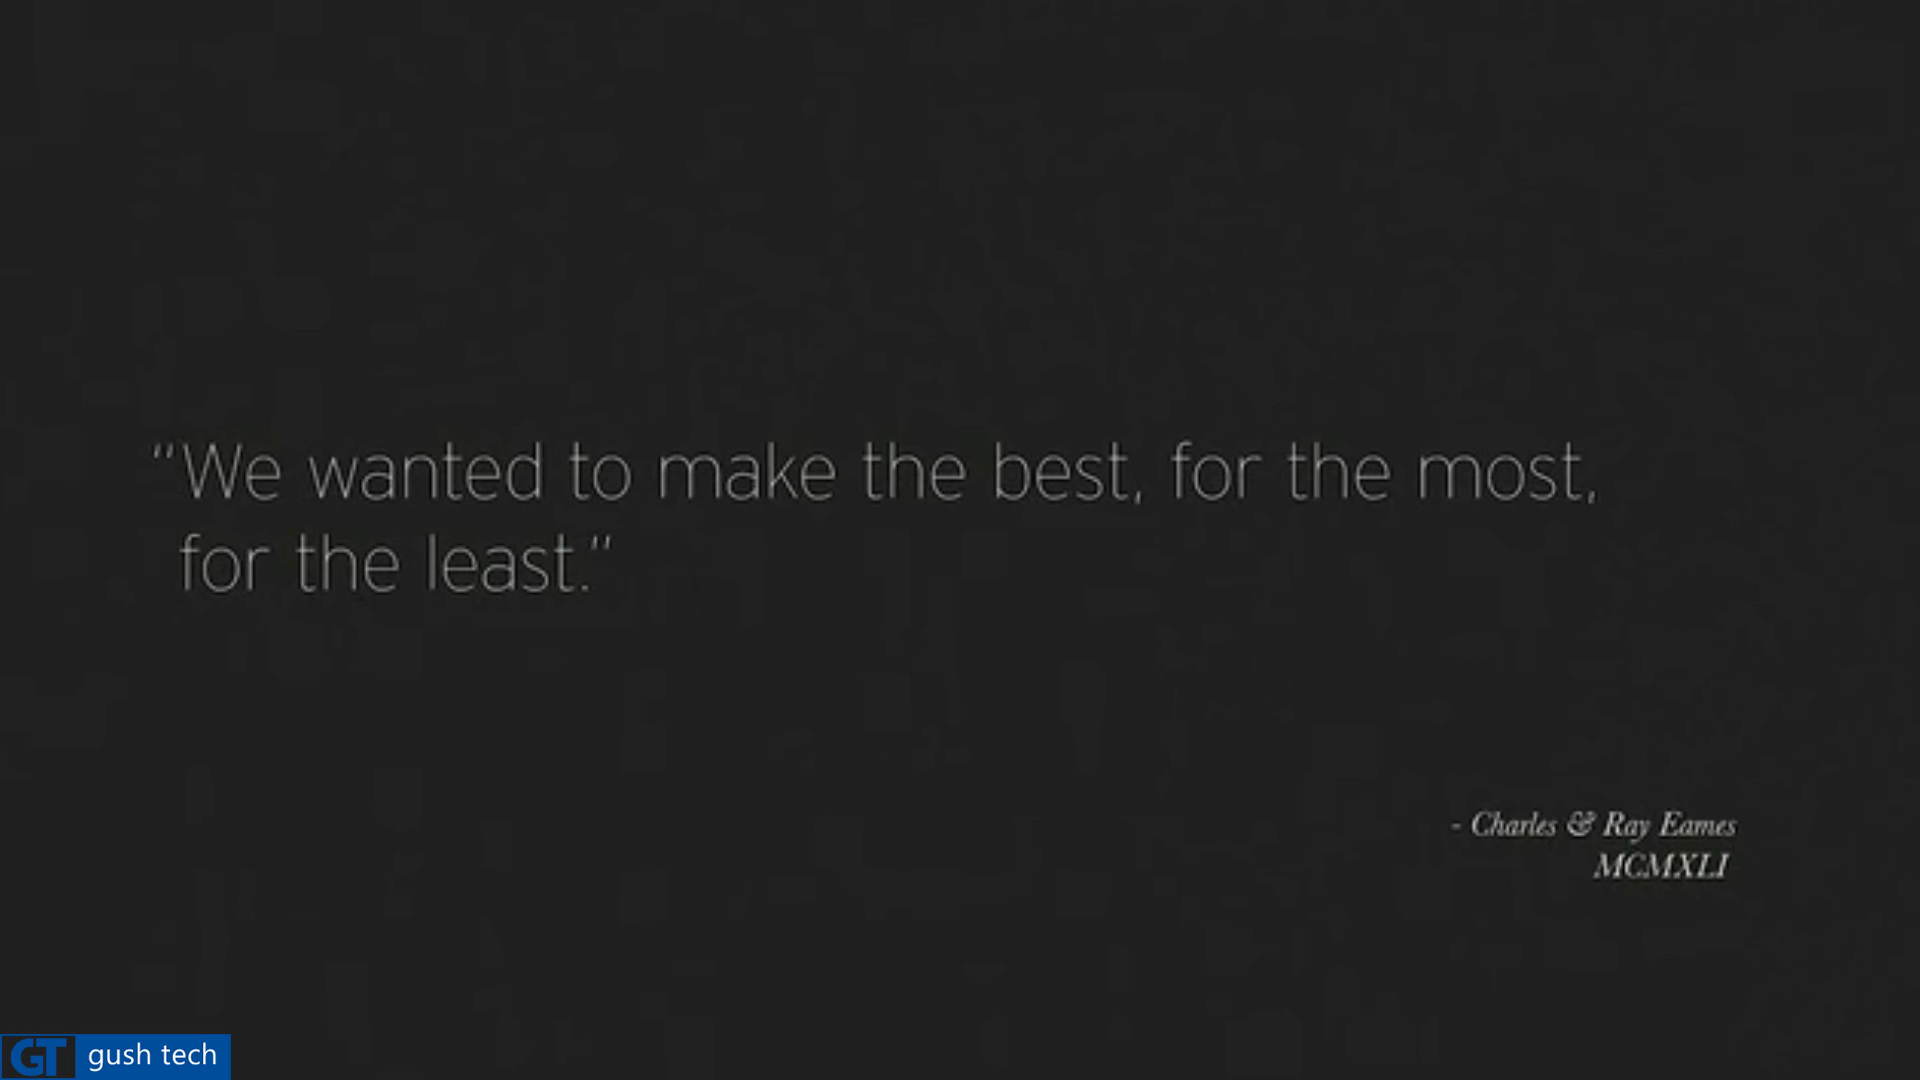 "We wanted to make the best, for the most,
for the least."
- Charles & Ray Eames
MCMXLI
GT gush tech